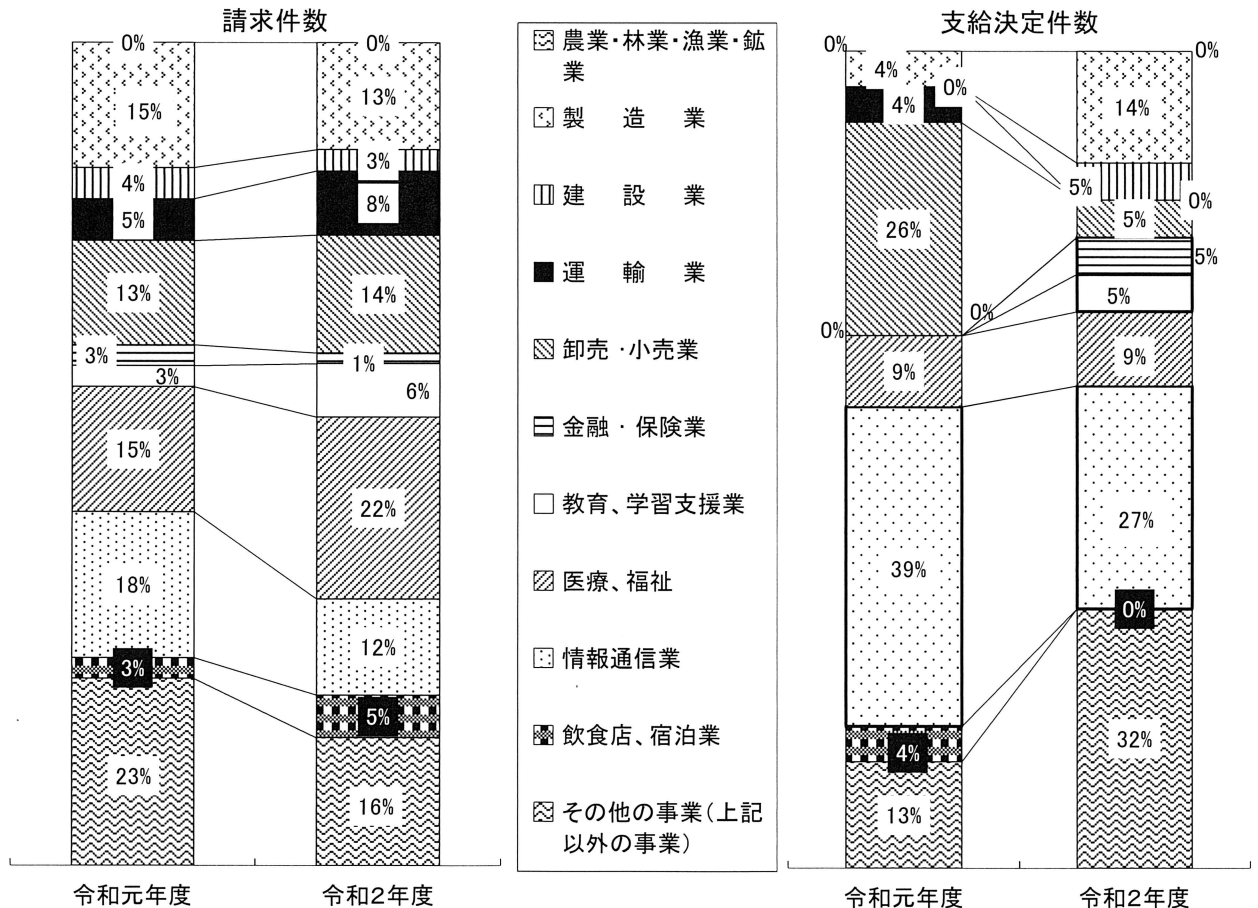 請求件数
0%
15%
4%
5%
13%
3%
3%
15%
18%
3%
23%
令和元年度
0%
13%
3%
8%
14%
1%
6%
22%
12%
5%
16%
令和2年度
農業・林業・漁業・鉱
業
製　造　業
建　設　業
運　輸　業
卸売・小売業
金融・保険業
教育、学習支援業
医療、福祉
情報通信業
飲食店、宿泊業
その他の事業(上記
以外の事業)
支給決定件数
0%
4%
0%
4%
26%
0%
0%
9%
39%
4%
13%
令和元年度
0%
14%
5%
0%
5%
5%
5%
9%
27%
0%
32%
令和2年度